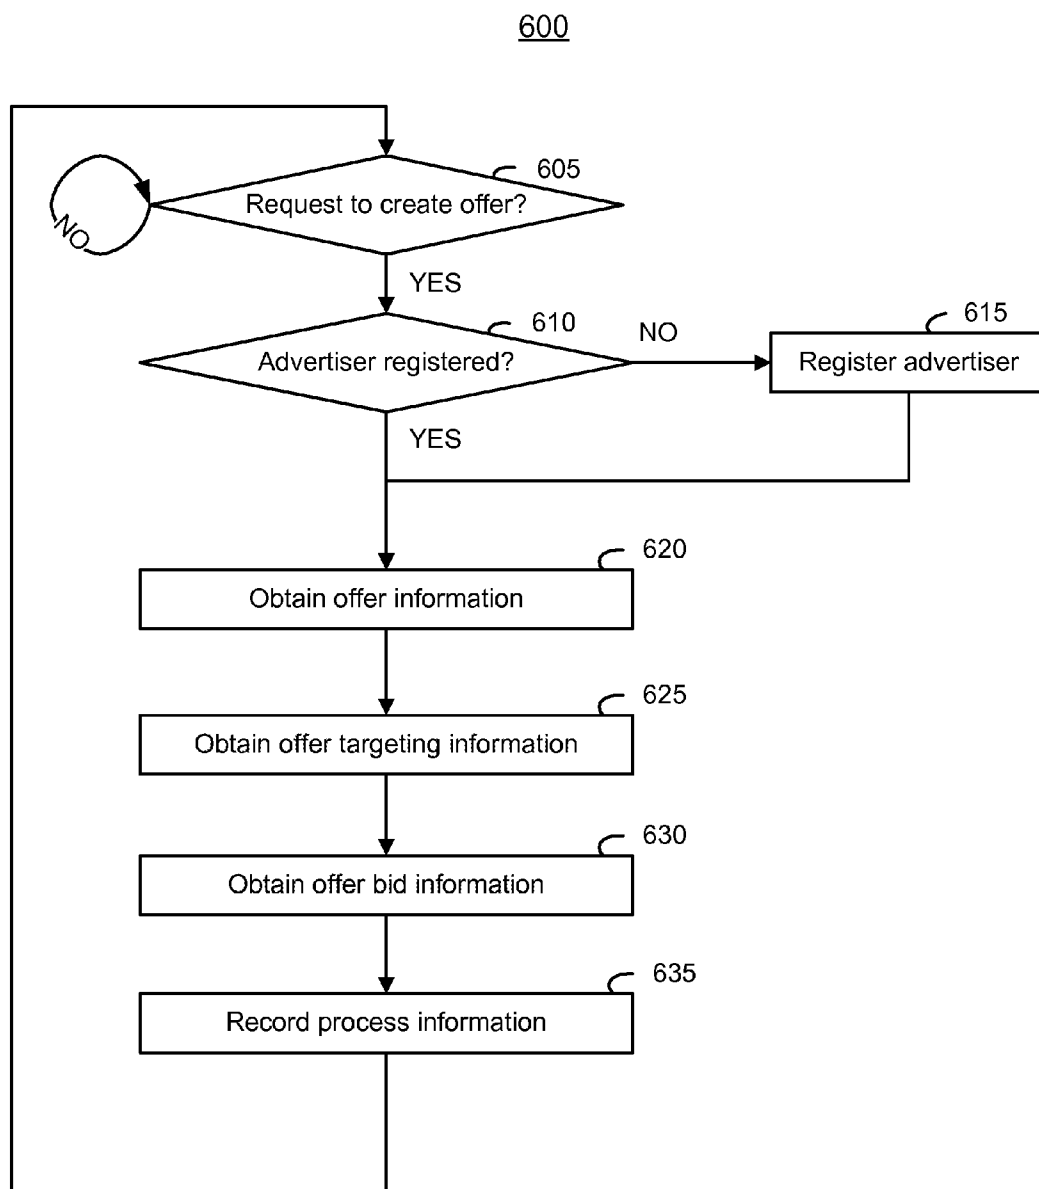 600
605
Request to create offer?
NO
YES
610
Advertiser registered?
NO
615
Register advertiser
YES
620
Obtain offer information
625
Obtain offer targeting information
630
Obtain offer bid information
635
Record process information